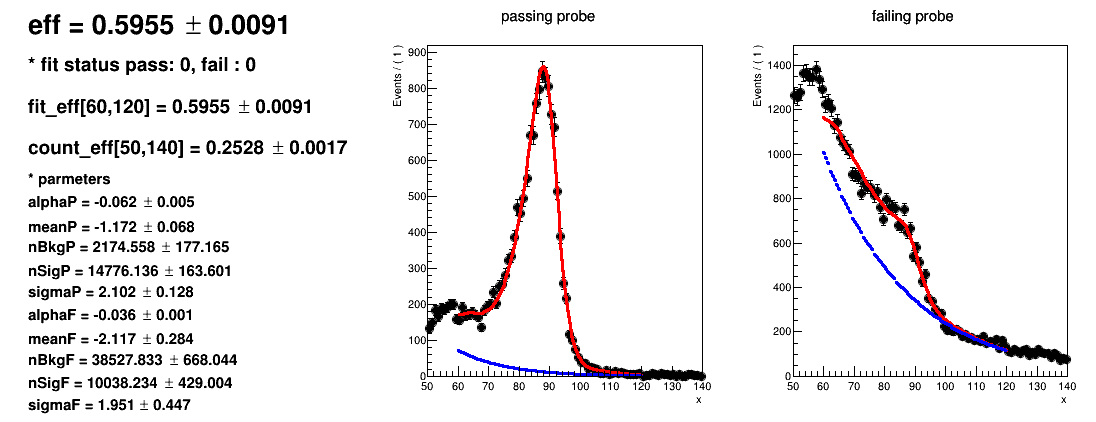 eff = 0.5955 ± 0.0091
* fit status pass: 0, fail : 0
fit_eff[60,120] = 0.5955 ± 0.0091
count_eff[50,140] = 0.2528 ± 0.0017
* parmeters
alphaP = -0.062 ± 0.005
meanP = -1.172 ± 0.068
nBkgP = 2174.558 ± 177.165
nSigP = 14776.136 ± 163.601
sigmaP = 2.102 ± 0.128
alphaF = -0.036 ± 0.001
meanF = -2.117 ± 0.284
nBkgF = 38527.833 ± 668.044
nSigF = 10038.234 ± 429.004
sigmaF = 1.951 ± 0.447
passing probe
Events / ( 1 )
900
800
700
600
500
400
300
200
100
0
50 60 70 80 90 100 110 120 130 140
x
failing probe
Events / ( 1 )
1400
1200
1000
800
600
400
200
0
50 60 70 80 90 100 110 120 130 140
x